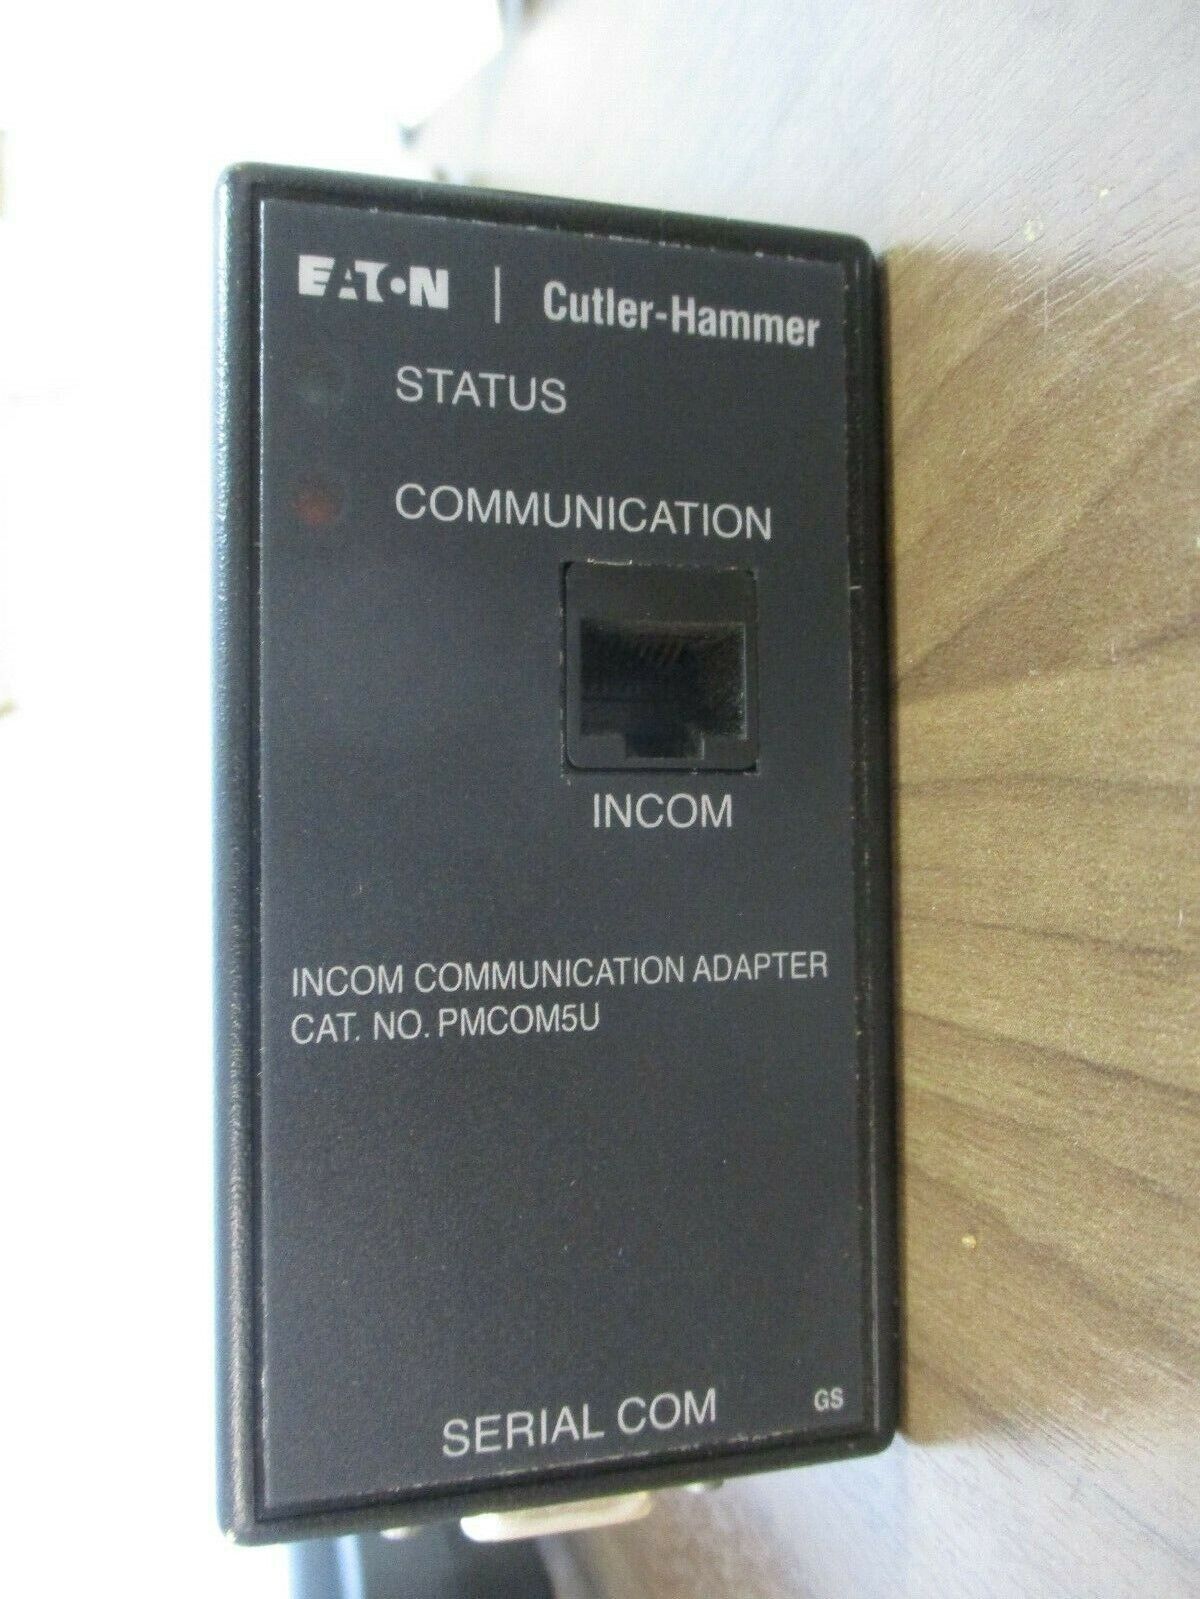 EATON | Cutler-Hammer
STATUS
COMMUNICATION
INCOM
INCOM COMMUNICATION ADAPTER
CAT. NO. PMCOM5U
SERIAL COM
GS